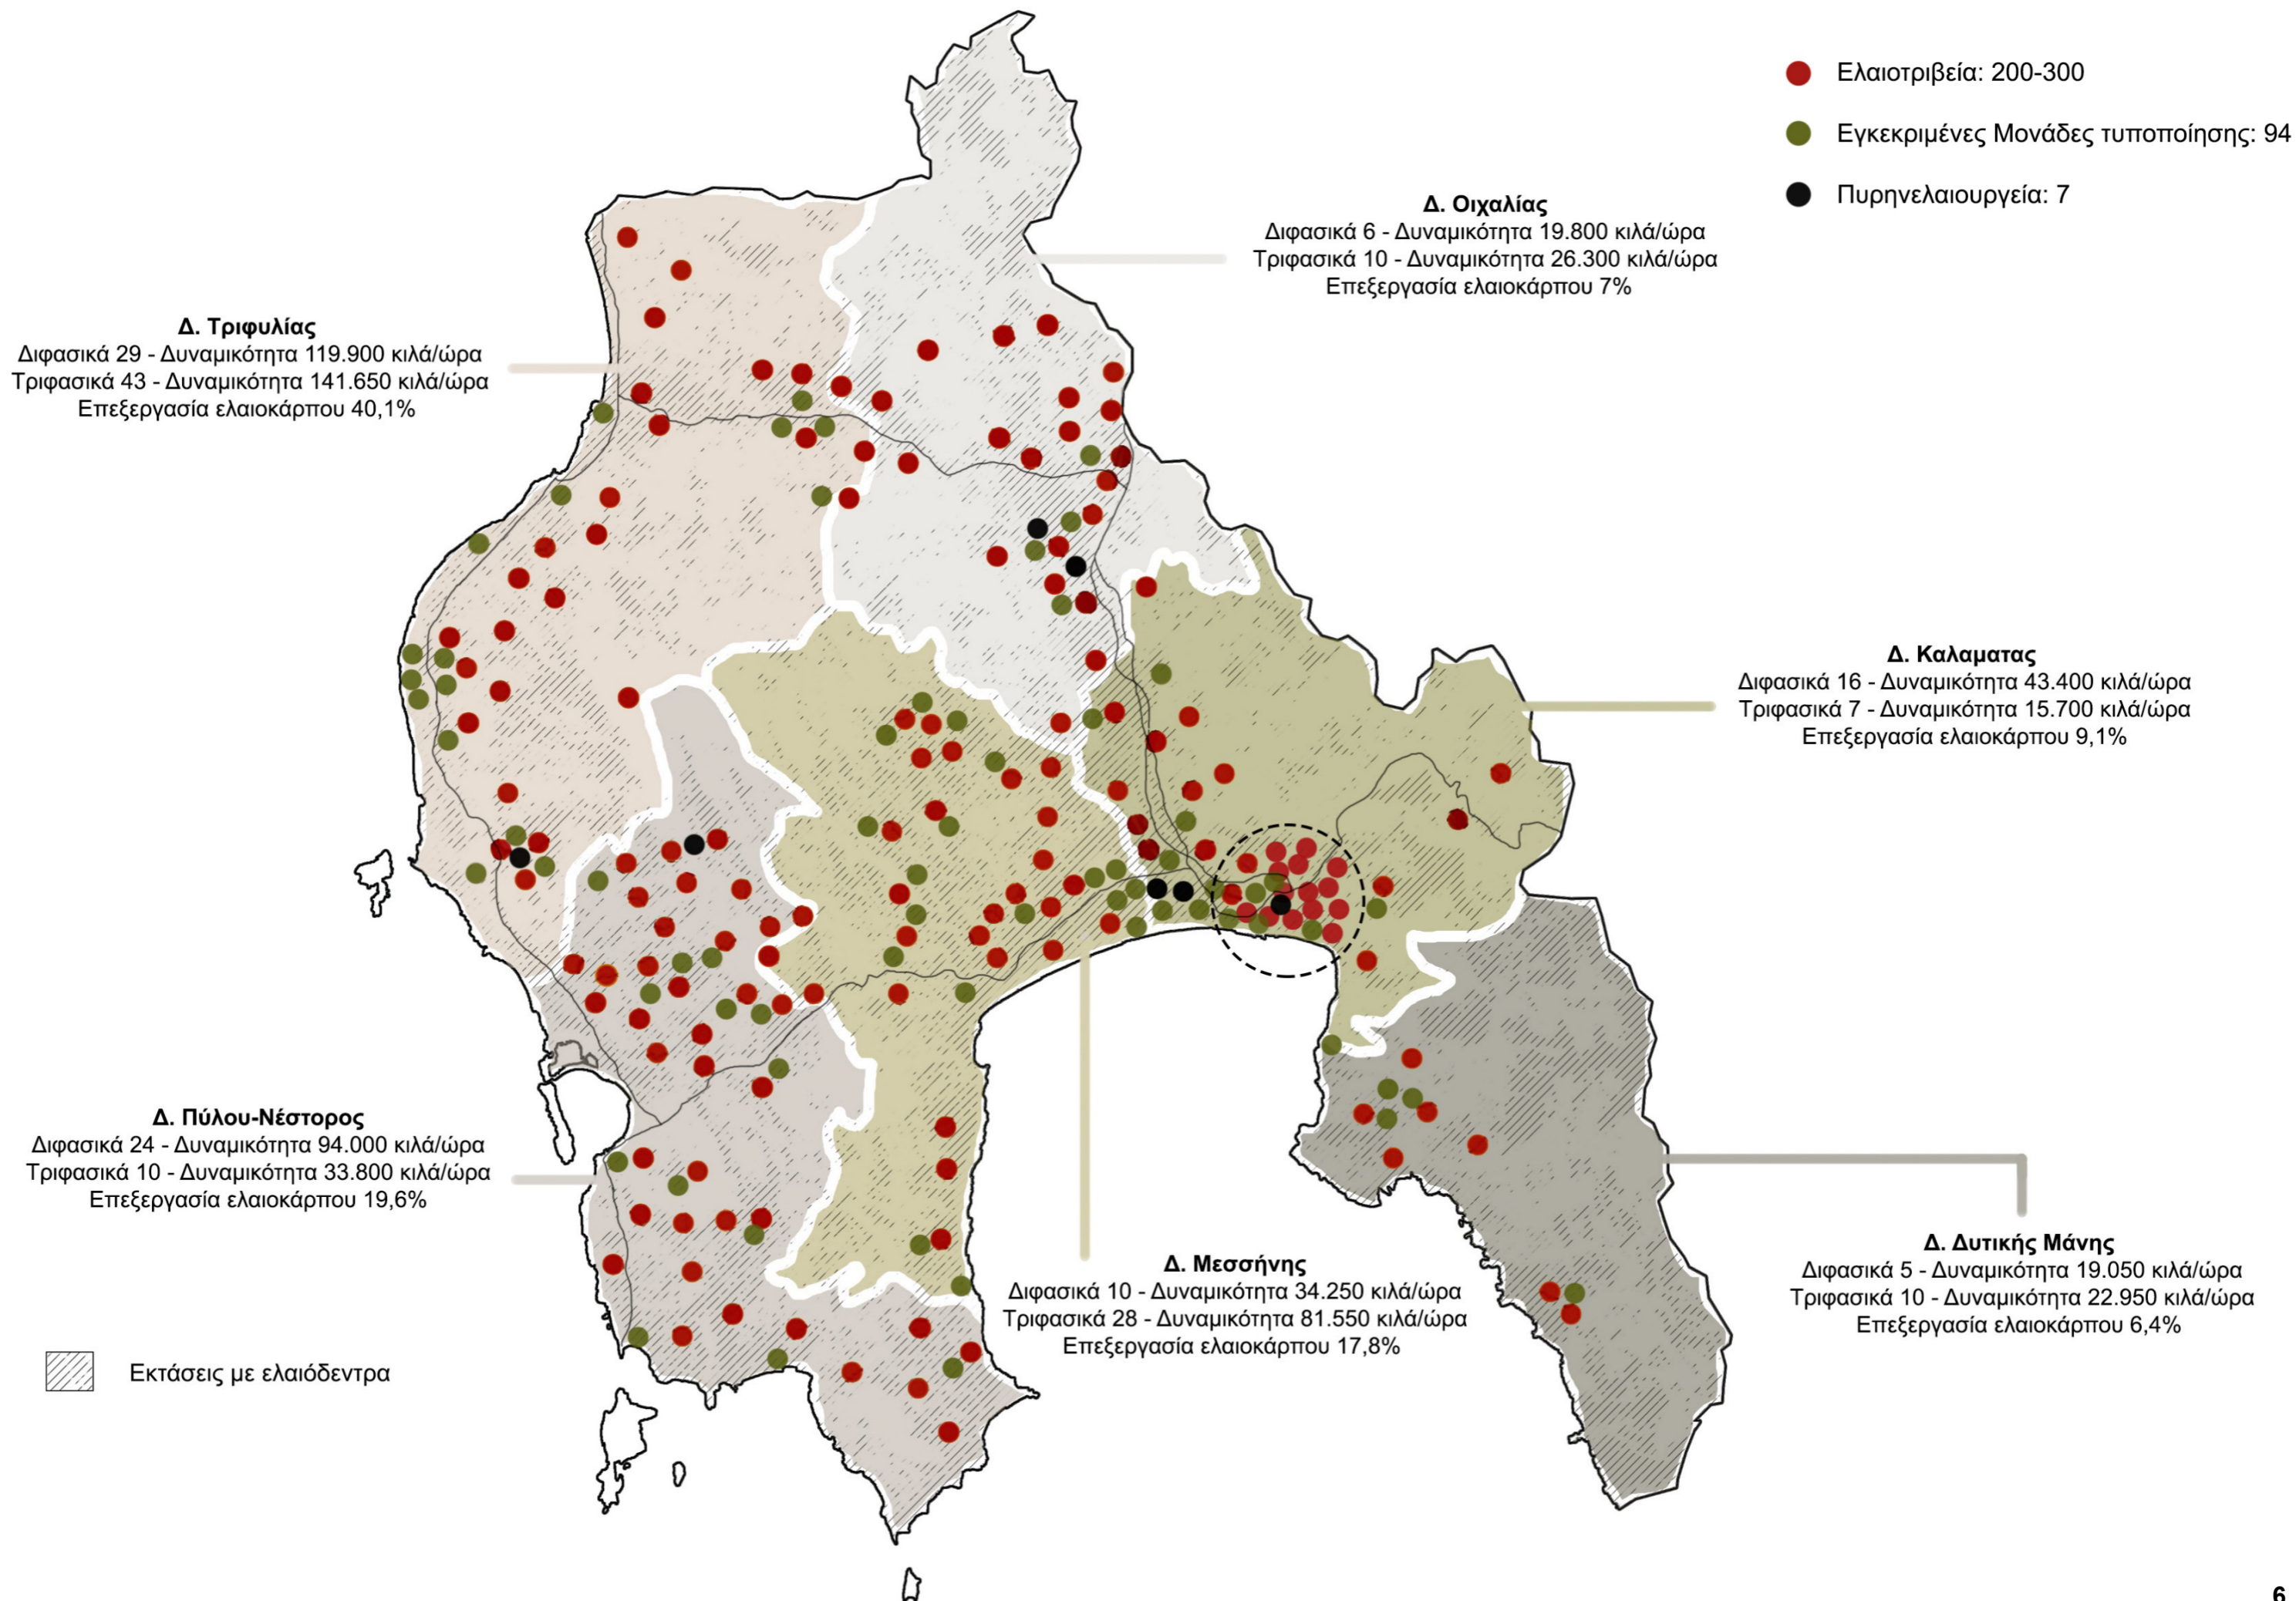 Ελαιοτριβεία: 200-300
Εγκεκριμένες Μονάδες τυποποίησης: 94
Πυρηνελαιουργεία: 7
Δ. Οιχαλίας
Διφασικά 6 - Δυναμικότητα 19.800 κιλά/ώρα
Τριφασικά 10 - Δυναμικότητα 26.300 κιλά/ώρα
Επεξεργασία ελαιοκάρπου 7%
Δ. Τριφυλίας
Διφασικά 29 - Δυναμικότητα 119.900 κιλά/ώρα
Τριφασικά 43 - Δυναμικότητα 141.650 κιλά/ώρα
Επεξεργασία ελαιοκάρπου 40,1%
Δ. Καλαματας
Διφασικά 16 - Δυναμικότητα 43.400 κιλά/ώρα
Τριφασικά 7 - Δυναμικότητα 15.700 κιλά/ώρα
Επεξεργασία ελαιοκάρπου 9,1%
Δ. Πύλου-Νέστορος
Διφασικά 24 - Δυναμικότητα 94.000 κιλά/ώρα
Τριφασικά 10 - Δυναμικότητα 33.800 κιλά/ώρα
Επεξεργασία ελαιοκάρπου 19,6%
Δ. Μεσσήνης
Διφασικά 10 - Δυναμικότητα 34.250 κιλά/ώρα
Τριφασικά 28 - Δυναμικότητα 81.550 κιλά/ώρα
Επεξεργασία ελαιοκάρπου 17,8%
Δ. Δυτικής Μάνης
Διφασικά 5 - Δυναμικότητα 19.050 κιλά/ώρα
Τριφασικά 10 - Δυναμικότητα 22.950 κιλά/ώρα
Επεξεργασία ελαιοκάρπου 6,4%
Εκτάσεις με ελαιόδεντρα
6